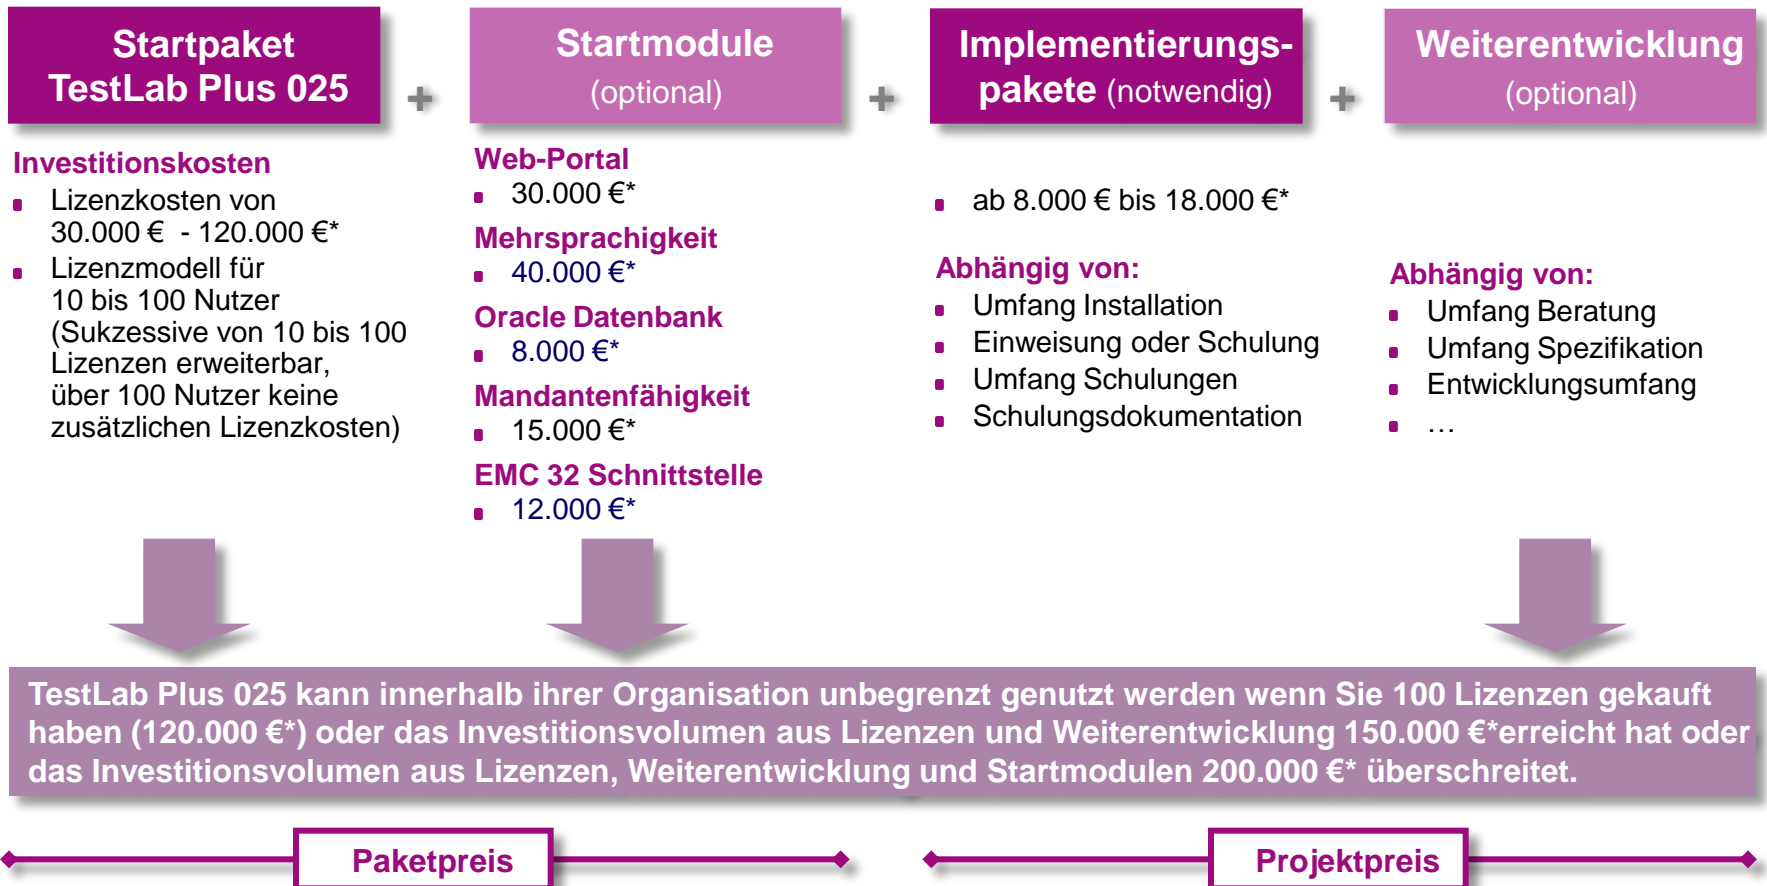 Startpaket
TestLab Plus 025
+
Startmodule
(optional)
+
Implementierungs-
pakete (notwendig)
+
Weiterentwicklung
(optional)
Investitionskosten
Lizenzkosten von
30.000 € - 120.000 €*
Lizenzmodell für
10 bis 100 Nutzer
(Sukzessive von 10 bis 100
Lizenzen erweiterbar,
über 100 Nutzer keine
zusätzlichen Lizenzkosten)
Web-Portal
30.000 €*
Mehrsprachigkeit
40.000 €*
Oracle Datenbank
8.000 €*
Mandantenfähigkeit
15.000 €*
EMC 32 Schnittstelle
12.000 €*
ab 8.000 € bis 18.000 €*
Abhängig von:
Umfang Installation
Einweisung oder Schulung
Umfang Schulungen
Schulungsdokumentation
Abhängig von:
Umfang Beratung
Umfang Spezifikation
Entwicklungsumfang
…
TestLab Plus 025 kann innerhalb ihrer Organisation unbegrenzt genutzt werden wenn Sie 100 Lizenzen gekauft
haben (120.000 €*) oder das Investitionsvolumen aus Lizenzen und Weiterentwicklung 150.000 €*erreicht hat oder
das Investitionsvolumen aus Lizenzen, Weiterentwicklung und Startmodulen 200.000 €* überschreitet.
Paketpreis
Projektpreis